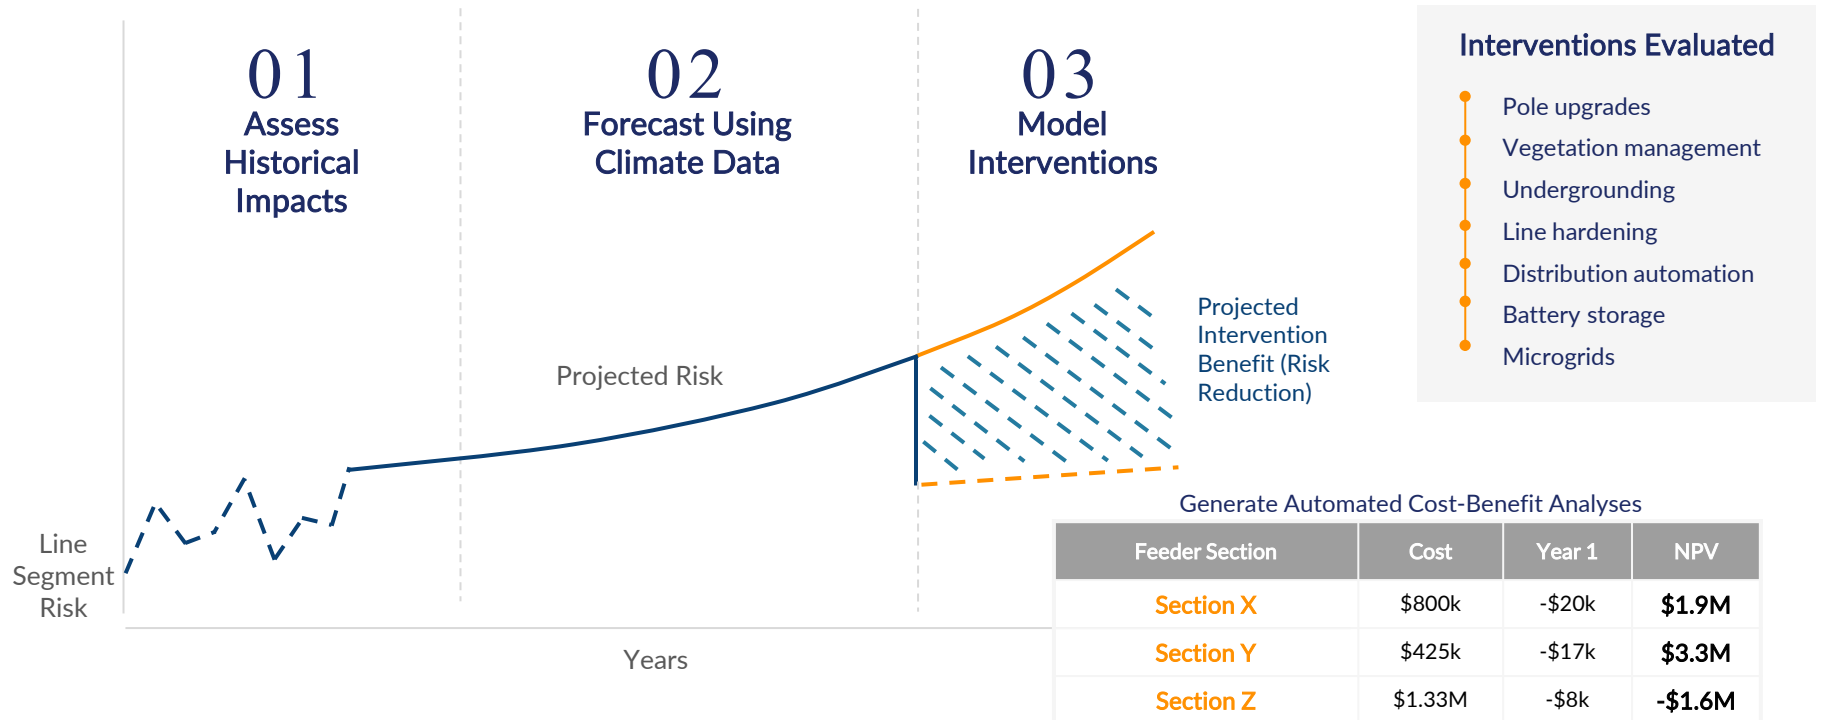 01
Assess
Historical
Impacts
02
Forecast Using
Climate Data
03
Model
Interventions
Interventions Evaluated
Pole upgrades
Vegetation management
Undergrounding
Line hardening
Distribution automation
Battery storage
Microgrids
Projected
Intervention
Benefit (Risk
Reduction)
Projected Risk
Line
Segment
Risk
Years
Generate Automated Cost-Benefit Analyses
Feeder Section Cost Year 1 NPV
Section X $800k -$20k $1.9M
Section Y $425k -$17k $3.3M
Section Z $1.33M -$8k -$1.6M